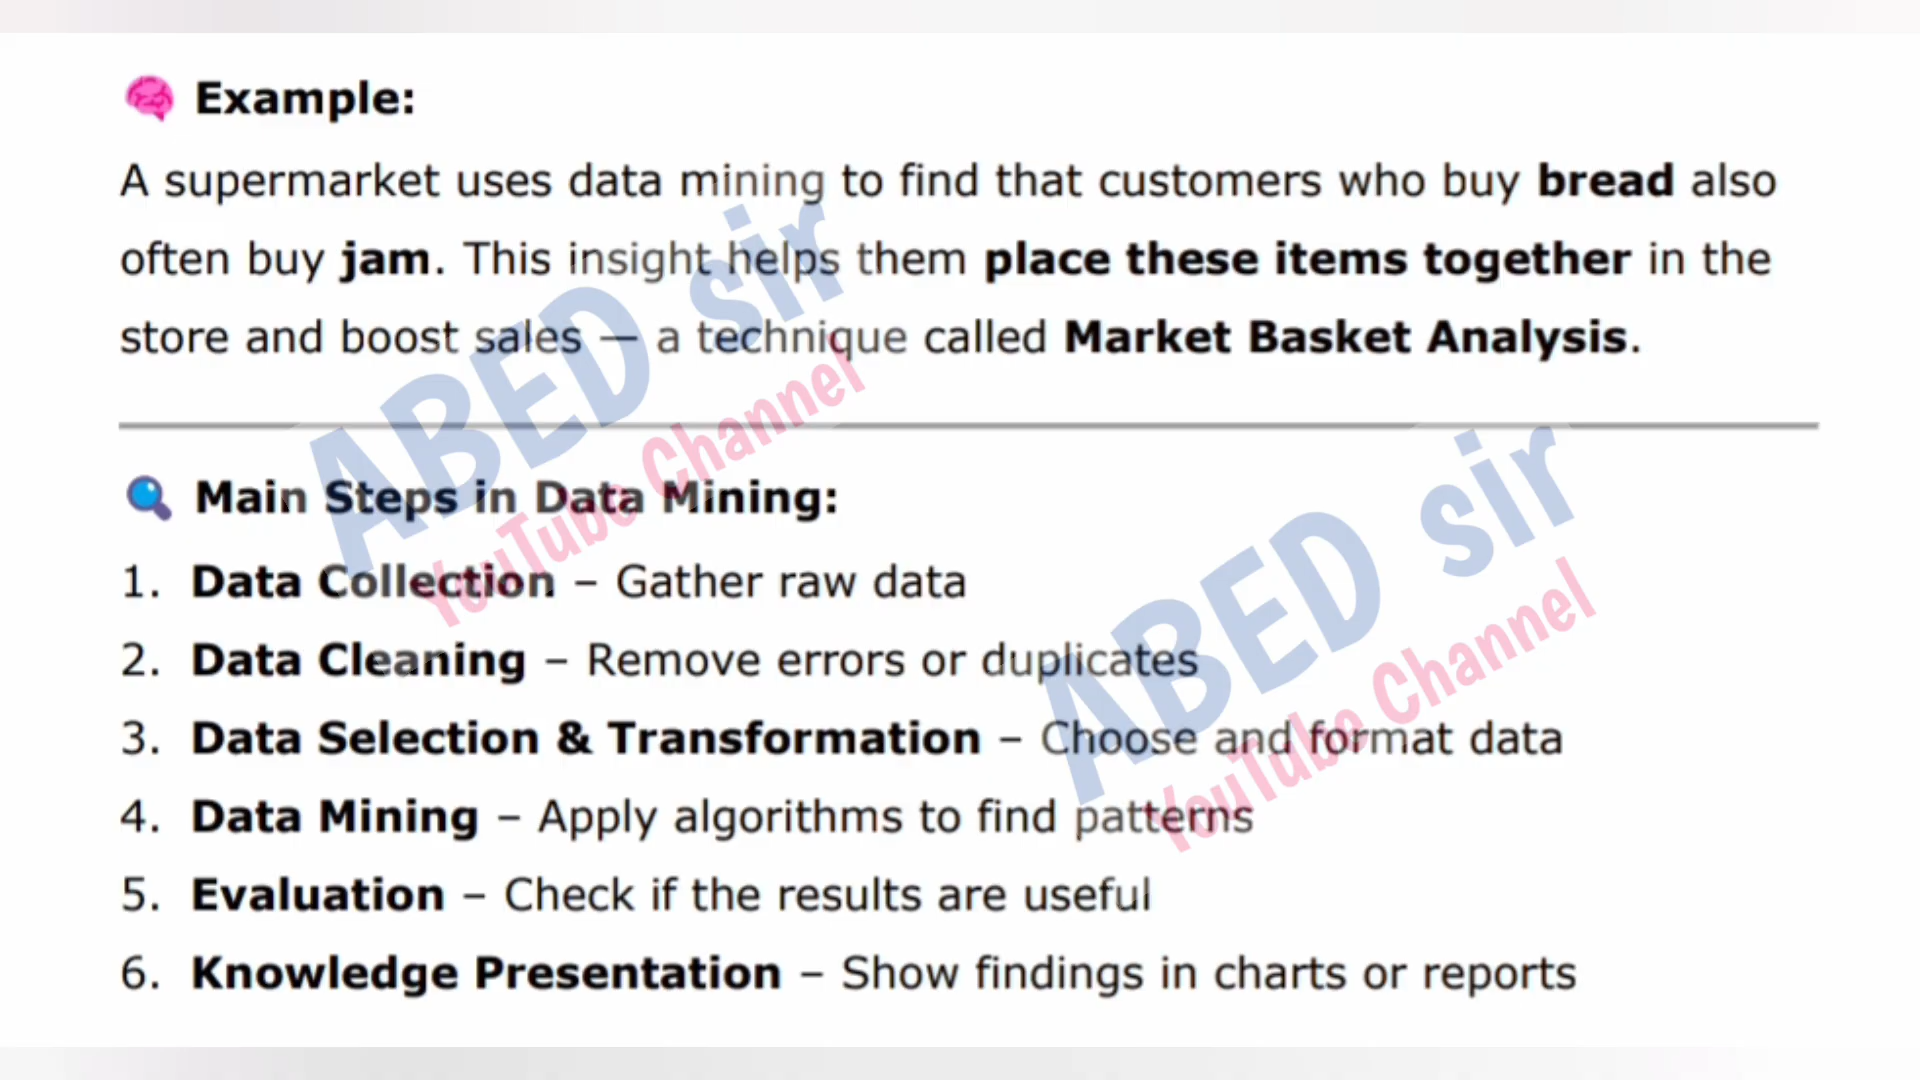 🧠 Example:
A supermarket uses data mining to find that customers who buy bread also
often buy jam. This insight helps them place these items together in the
store and boost sales — a technique called Market Basket Analysis.
🔍 Main Steps in Data Mining:
1. Data Collection – Gather raw data
2. Data Cleaning – Remove errors or duplicates
3. Data Selection & Transformation – Choose and format data
4. Data Mining – Apply algorithms to find patterns
5. Evaluation – Check if the results are useful
6. Knowledge Presentation – Show findings in charts or reports
ABED sir
YouTube Channel
ABED sir
YouTube Channel